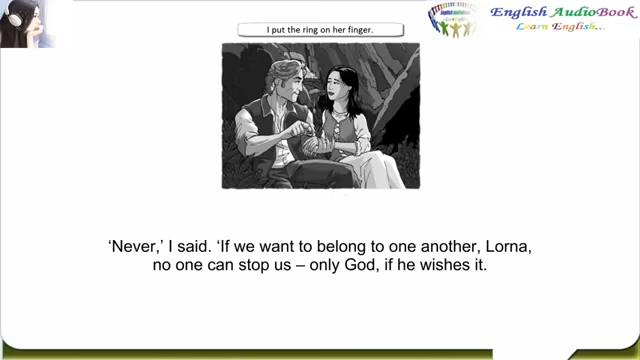 I put the ring on her finger.
English AudioBook
Learn English...
‘Never,’ I said. ‘If we want to belong to one another, Lorna,
no one can stop us – only God, if he wishes it.